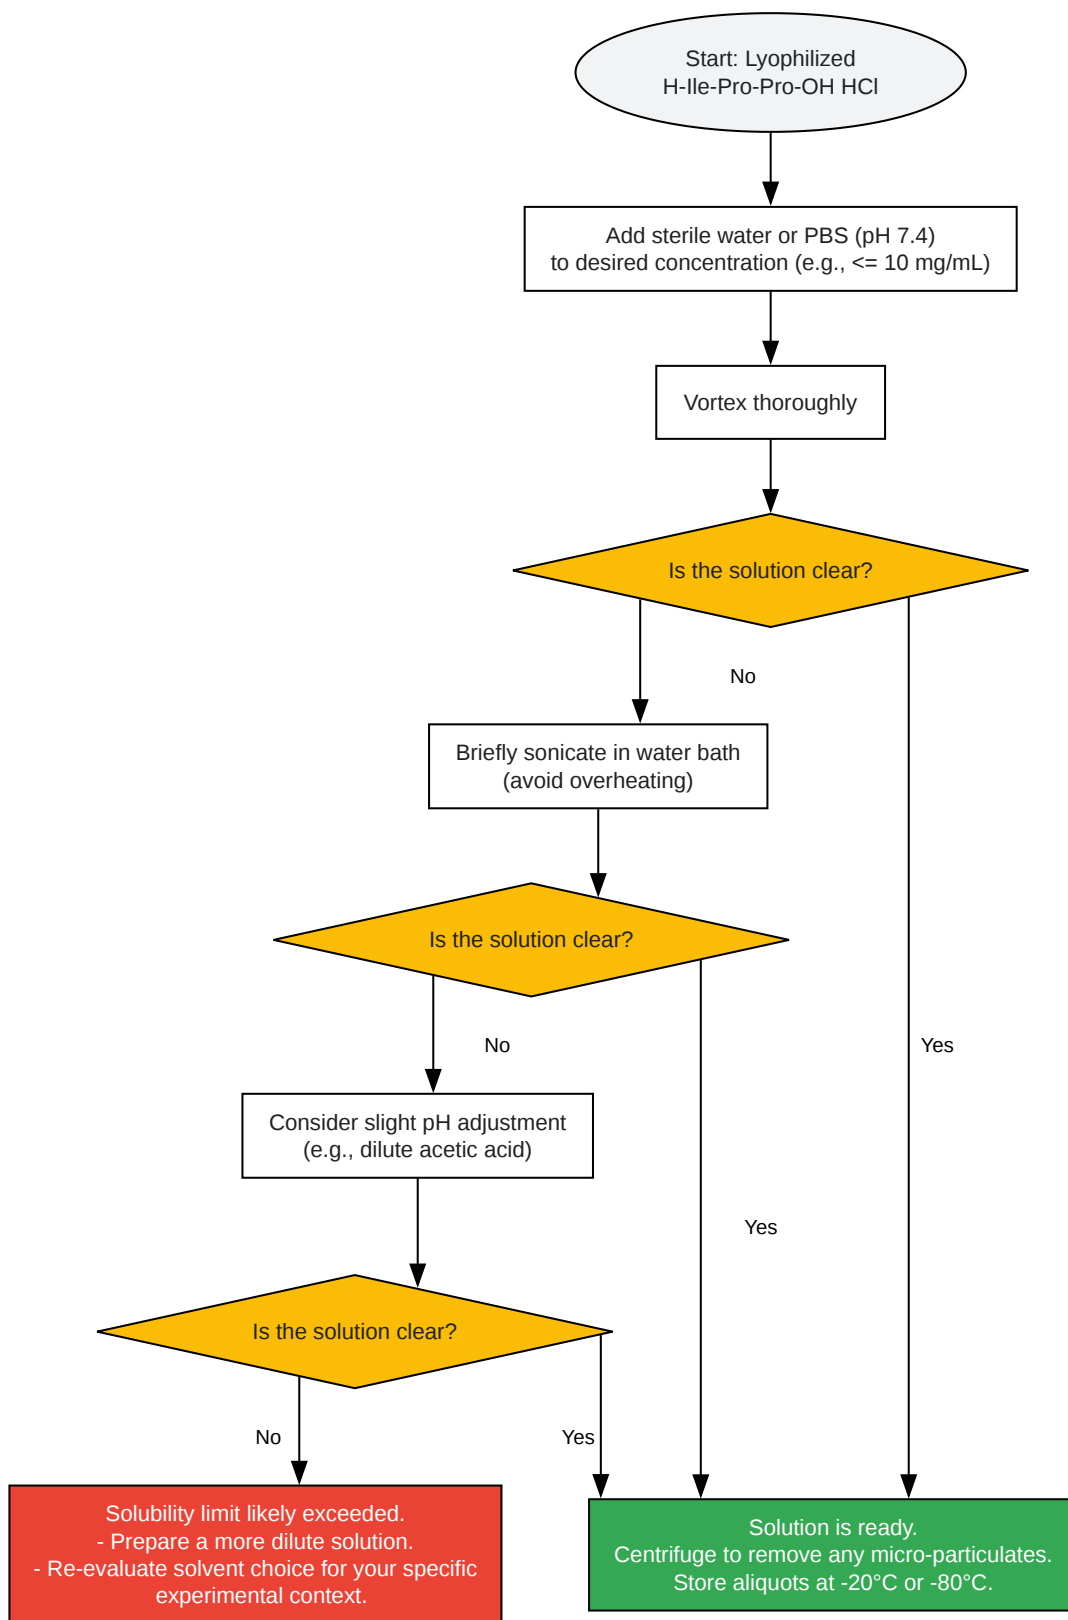 Start: Lyophilized
H-Ile-Pro-Pro-OH HCl
Add sterile water or PBS (pH 7.4)
to desired concentration (e.g., <= 10 mg/mL)
Vortex thoroughly
Is the solution clear?
No
Briefly sonicate in water bath
(avoid overheating)
Is the solution clear?
No
Yes
Consider slight pH adjustment
(e.g., dilute acetic acid)
Yes
Is the solution clear?
No
Yes
Solubility limit likely exceeded.
- Prepare a more dilute solution.
- Re-evaluate solvent choice for your specific
experimental context.
Solution is ready.
Centrifuge to remove any micro-particulates.
Store aliquots at -20°C or -80°C.